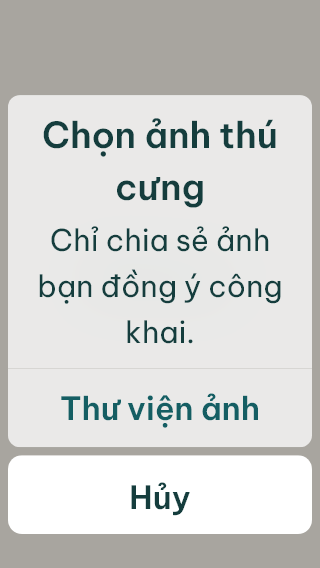 Chọn ảnh thú
cưng
Chỉ chia sẻ ảnh
bạn đồng ý công
khai.
Thư viện ảnh
Hủy